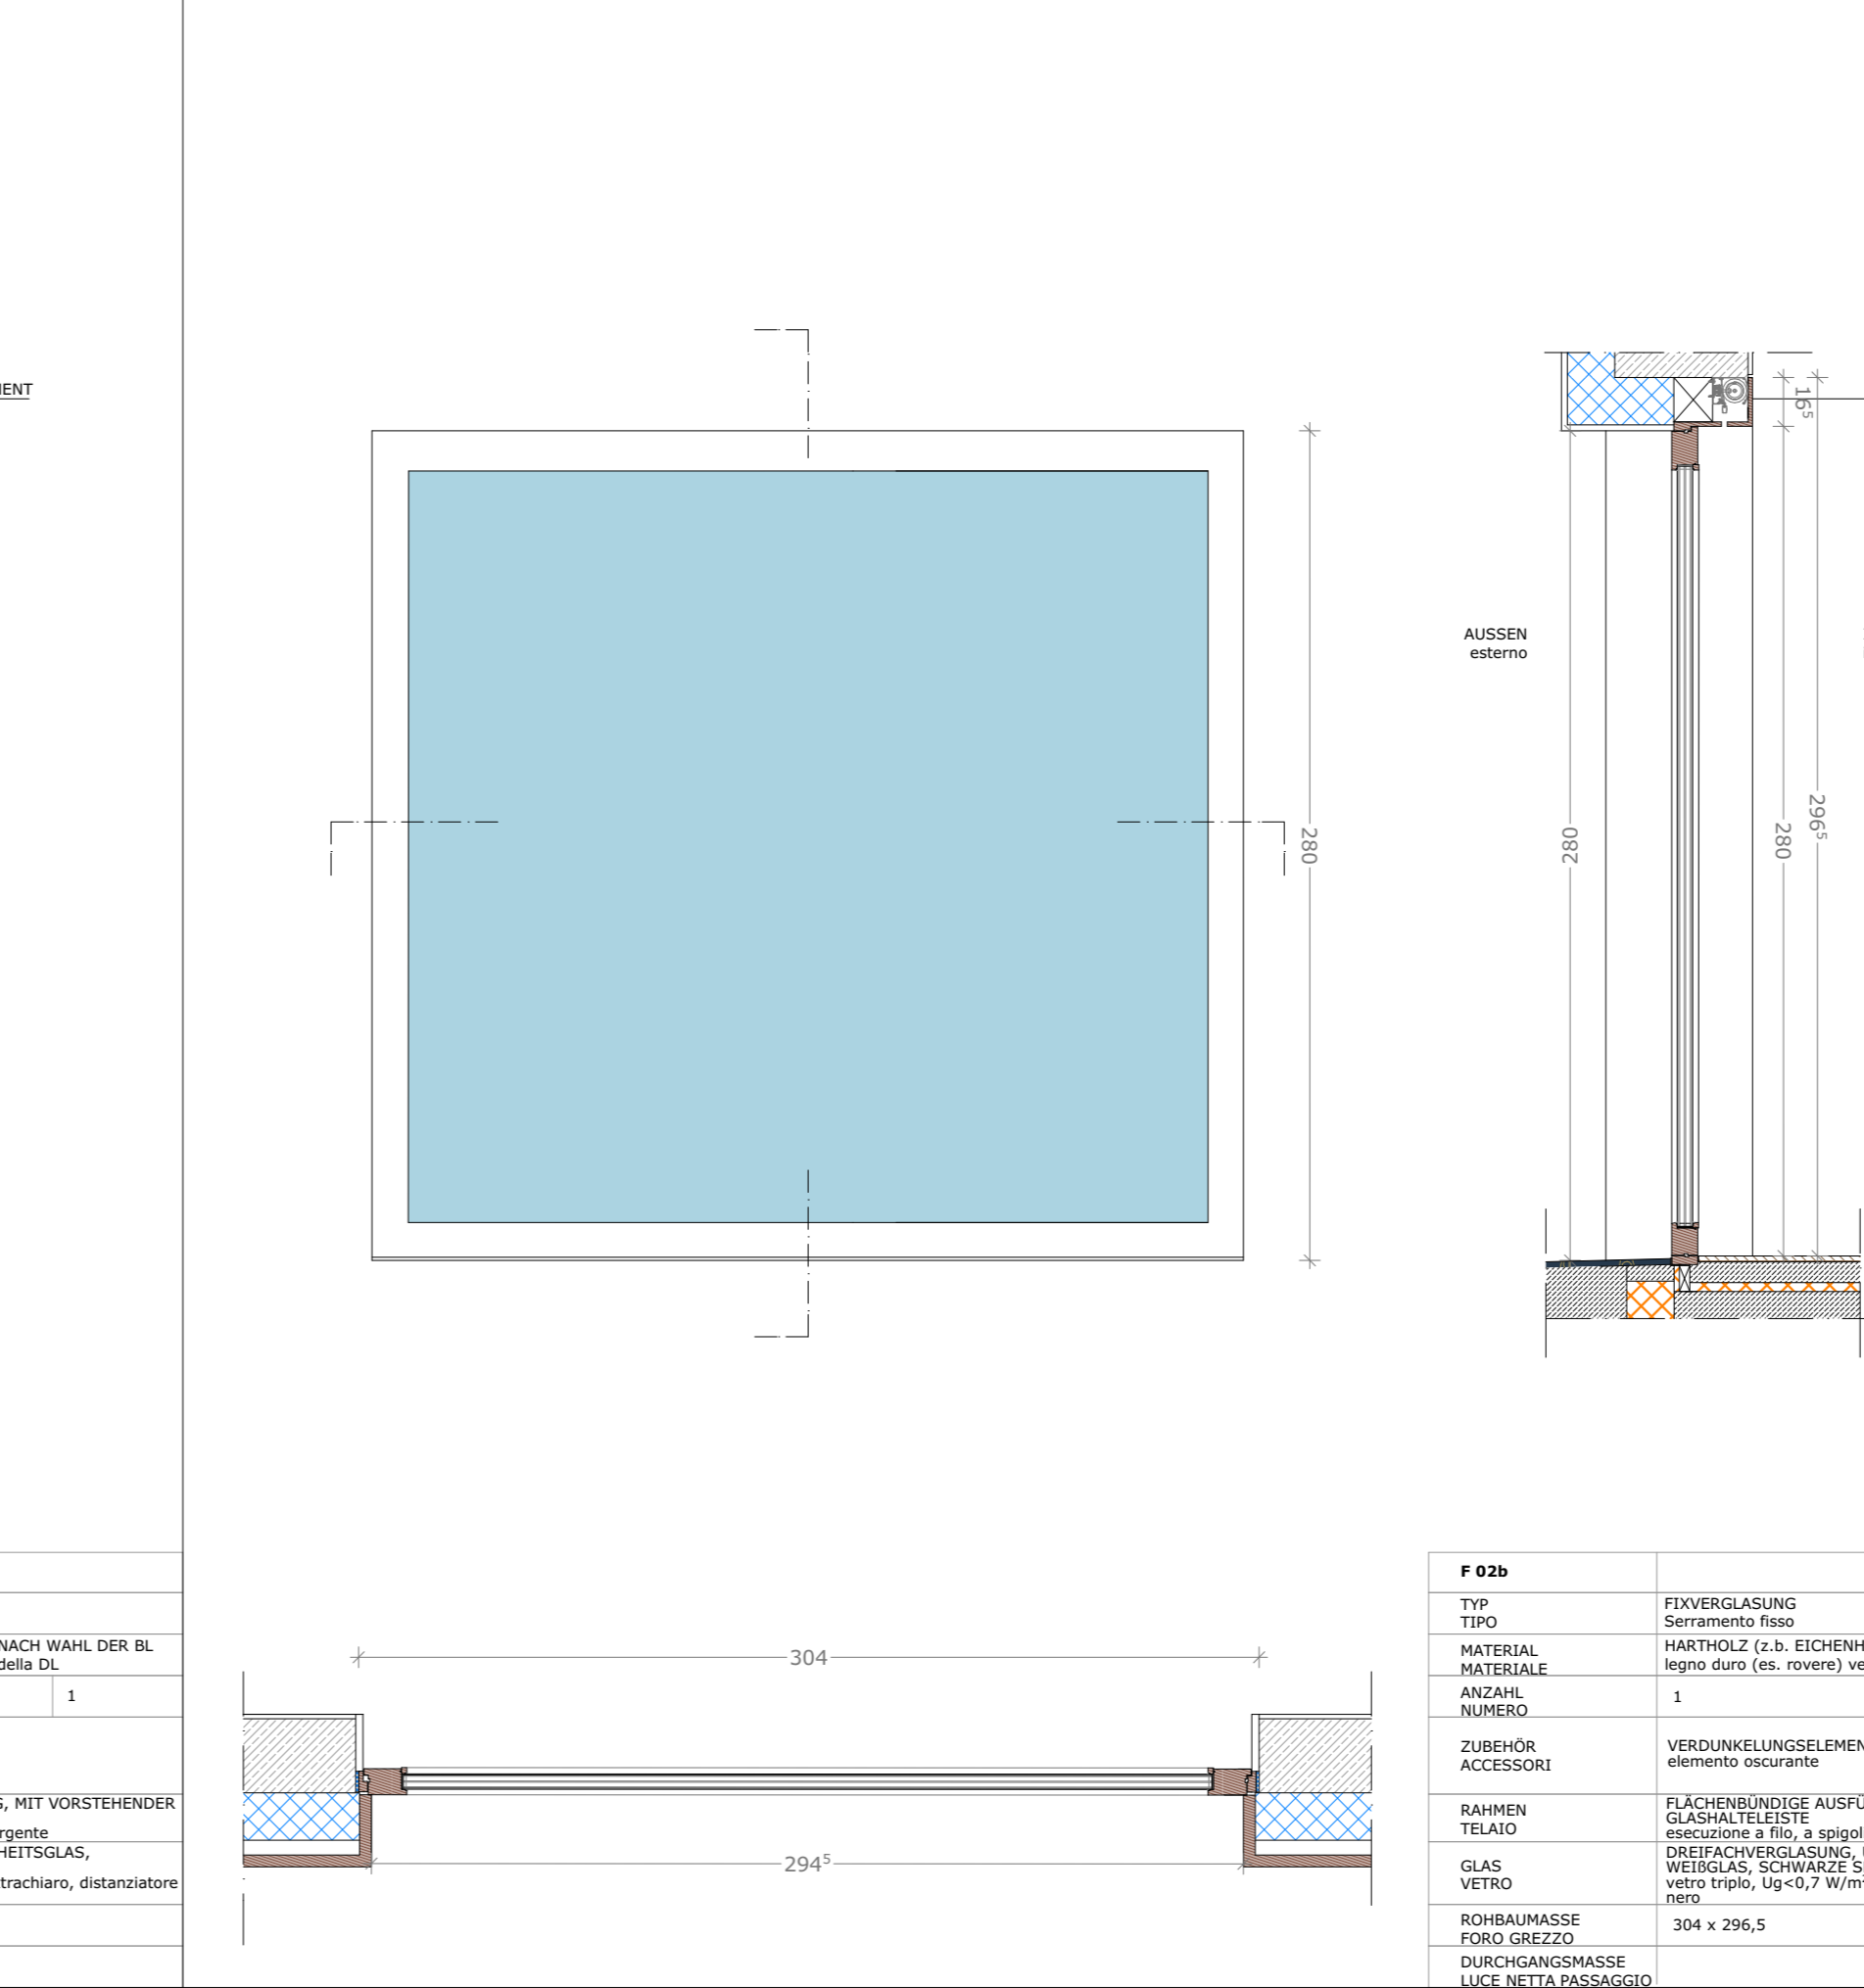 MENT
280
AUSSEN
esterno
280
16⁵
280
296⁵
304
294⁵
NACH WAHL DER BL
della DL
1
G, MIT VORSTEHENDER
rgente
HEITSGLAS,
trachiaro, distanziatore
F 02b
TYP
TIPO
FIXVERGLASUNG
Serramento fisso
MATERIAL
MATERIALE
HARTHOLZ (z.b. EICHENH
legno duro (es. rovere) ve
ANZAHL
NUMERO
1
ZUBEHÖR
ACCESSORI
VERDUNKELUNGSELEMEN
elemento oscurante
RAHMEN
TELAIO
FLÄCHENBÜNDIGE AUSFÜ
GLASHALTELEISTE
esecuzione a filo, a spigol
GLAS
VETRO
DREIFACHVERGLASUNG,
WEIßGLAS, SCHWARZE S
vetro triplo, Ug<0,7 W/m²
nero
ROHBAUMASSE
FORO GREZZO
304 x 296,5
DURCHGANGSMASSE
LUCE NETTA PASSAGGIO